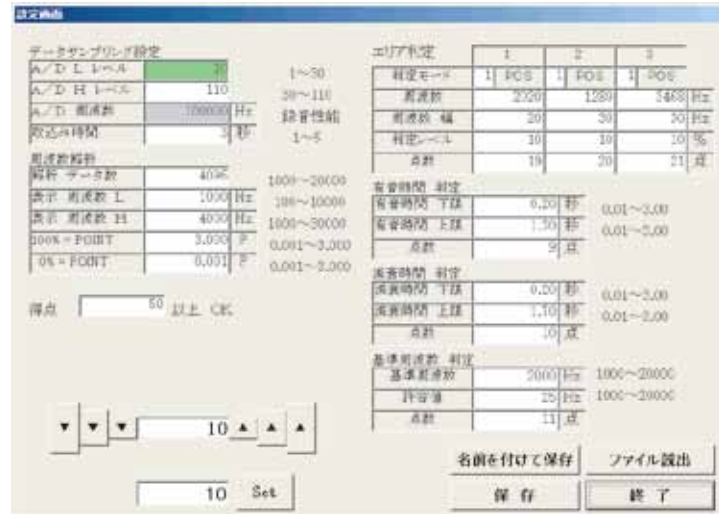 設定画面
データサンプリング設定
A/D L レベル 1～50
A/D H レベル 110 50～110
A/D 周波数 100000 Hz 録音性能
取込み時間 秒 1～5
周波数解析
解析 データ数 4096 1000～20000
表示 周波数 L 1000 Hz 100～10000
表示 周波数 H 4000 Hz 1000～30000
100% = POINT 3.000 P 0.001～3.000
0% = POINT 0.001 P 0.001～3.000
得点 50 以上 OK
▼ ▼ ▼ 10 ▲ ▲ ▲
10 Set
エリア判定 1 2 3
判定モード 1 POS 1 POS 1 POS
周波数 2020 1280 3468 Hz
周波数 幅 20 30 50 Hz
判定レベル 10 10 10 %
点数 19 20 21 点
有音時間 判定
有音時間 下限 0.20 秒 0.01～3.00
有音時間 上限 1.50 秒 0.01～3.00
点数 9 点
減衰時間 判定
減衰時間 下限 0.20 秒 0.01～3.00
減衰時間 上限 秒 0.01～3.00
点数 10 点
基準周波数 判定
基準周波数 2000 Hz 1000～20000
許容値 25 Hz 1000～20000
点数 11 点
名前を付けて保存 ファイル読出
保存 終了